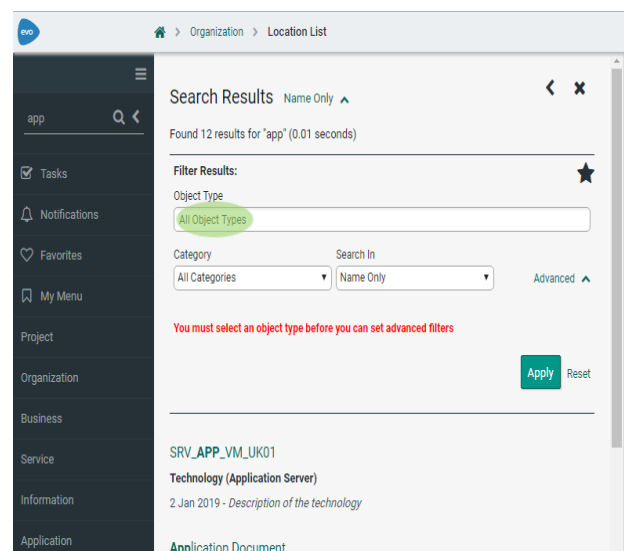 evo
> Organization > Location List
app
Tasks
Notifications
Favorites
My Menu
Project
Organization
Business
Service
Information
Application
Search Results Name Only
Found 12 results for "app" (0.01 seconds)
Filter Results:
Object Type
All Object Types
Category Search In
All Categories Name Only Advanced
You must select an object type before you can set advanced filters
Apply Reset
SRV_APP_VM_UK01
Technology (Application Server)
2 Jan 2019 - Description of the technology
Application Document